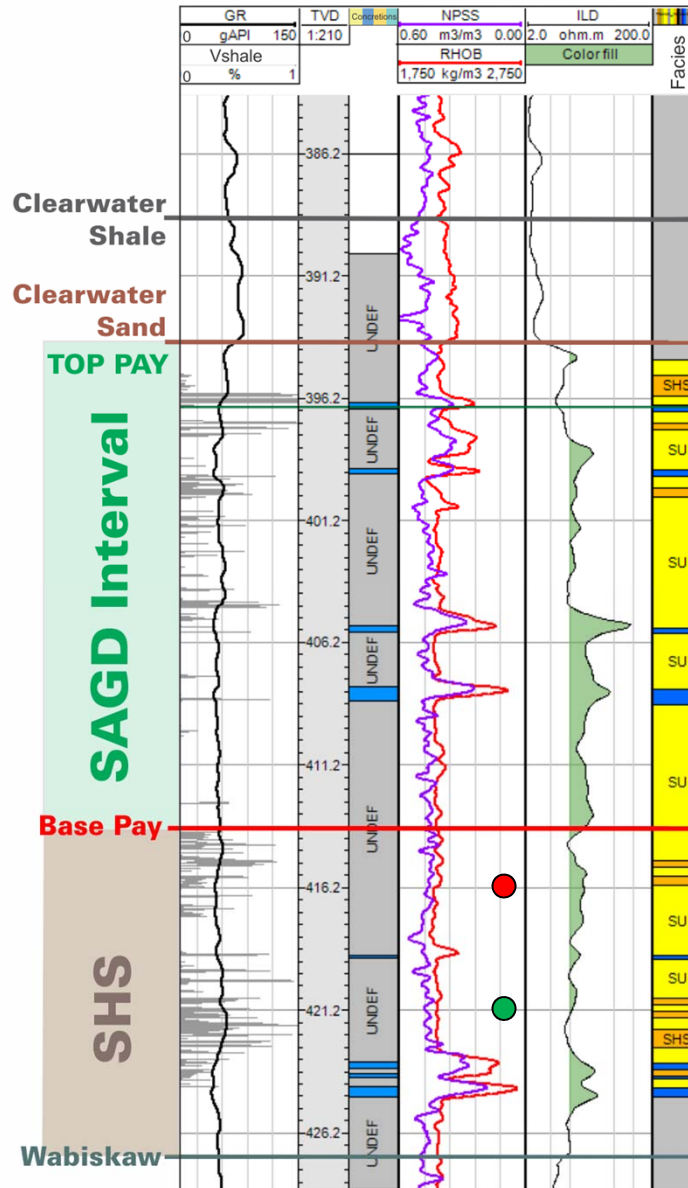 GR
0 gAPI 150
Vshale
0 % 1
TVD
1:210
Concretions
NPSS
0.60 m3/m3 0.00
RHOB
1,750 kg/m3 2,750
ILD
2.0 ohm.m 200.0
Color fill
Facies
386.2
Clearwater
Shale
391.2
Clearwater
Sand
UNDEF
TOP PAY
SHS
396.2
SAGD Interval
UNDEF
SU
401.2
UNDEF
SU
406.2
UNDEF
SU
411.2
UNDEF
SU
Base Pay
416.2
SU
SHS
SU
421.2
UNDEF
SHS
426.2
UNDEF
Wabiskaw